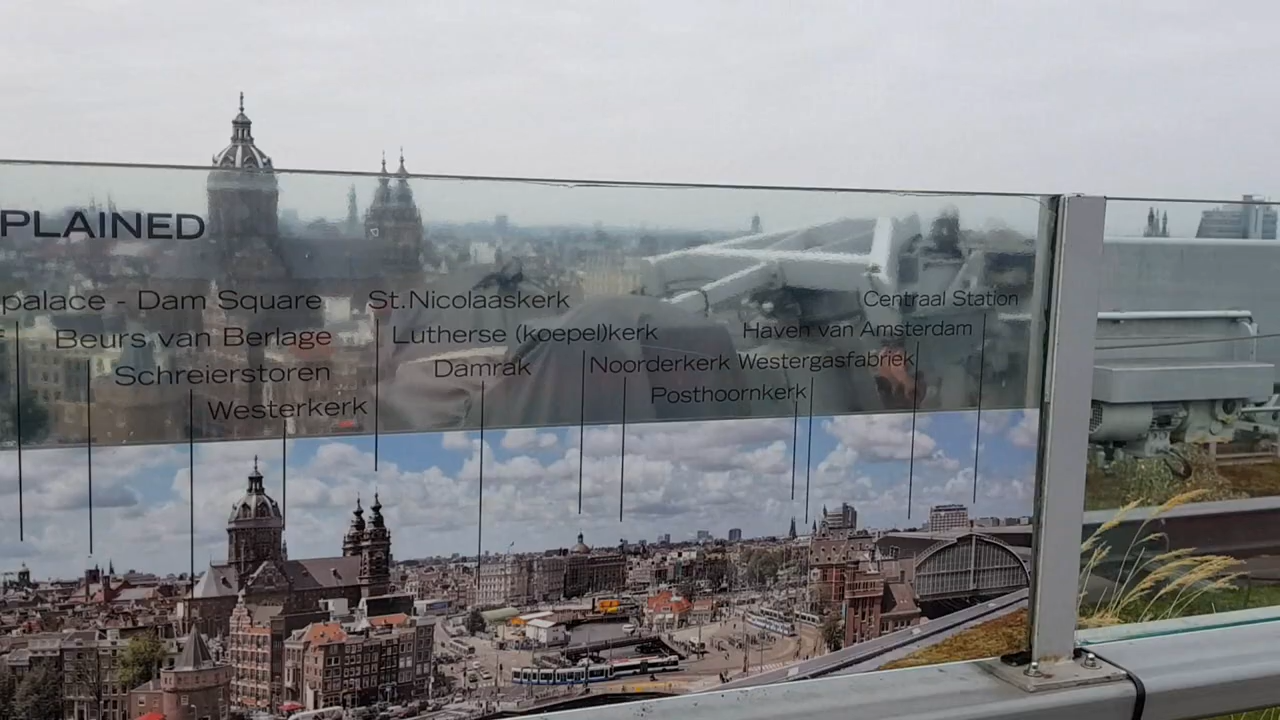 PLAINED
palace - Dam Square
St.Nicolaaskerk
Centraal Station
Beurs van Berlage
Lutherse (koepel)kerk
Haven van Amsterdam
Schreierstoren
Damrak
Noorderkerk
Westergasfabriek
Westerkerk
Posthoornkerk